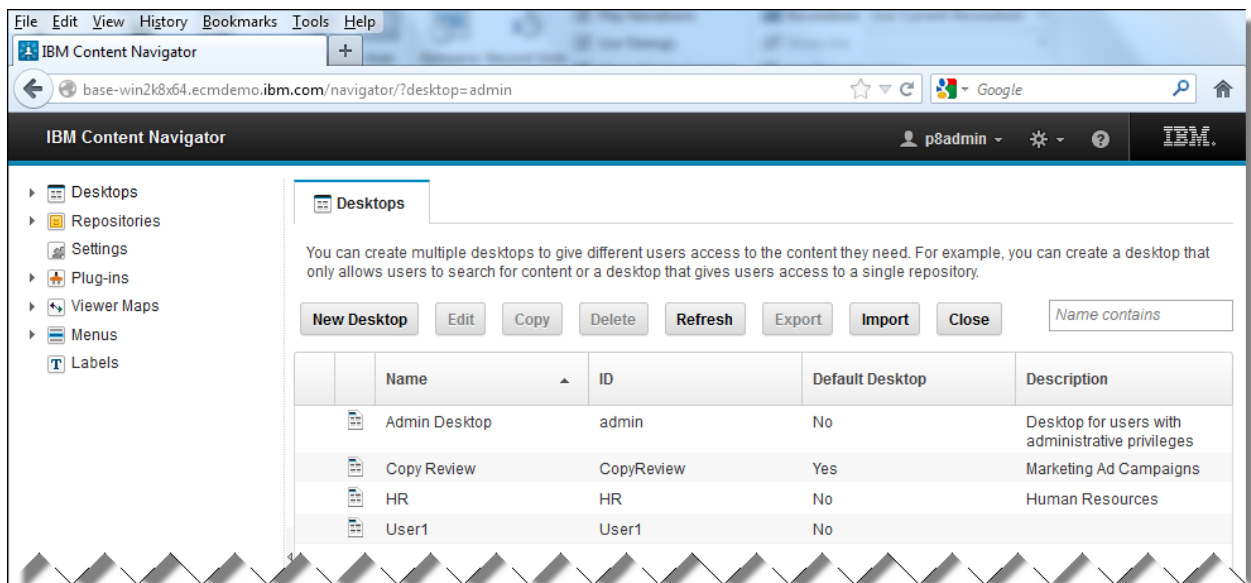 File Edit View History Bookmarks Tools Help
IBM Content Navigator +
base-win2k8x64.ecmdemo.ibm.com/navigator/?desktop=admin Google
IBM Content Navigator p8admin ? IBM.
Desktops
Repositories
Settings
Plug-ins
Viewer Maps
Menus
Labels
Desktops
You can create multiple desktops to give different users access to the content they need. For example, you can create a desktop that
only allows users to search for content or a desktop that gives users access to a single repository.
New Desktop Edit Copy Delete Refresh Export Import Close Name contains
Name ID Default Desktop Description
Admin Desktop admin No Desktop for users with
administrative privileges
Copy Review CopyReview Yes Marketing Ad Campaigns
HR HR No Human Resources
User1 User1 No